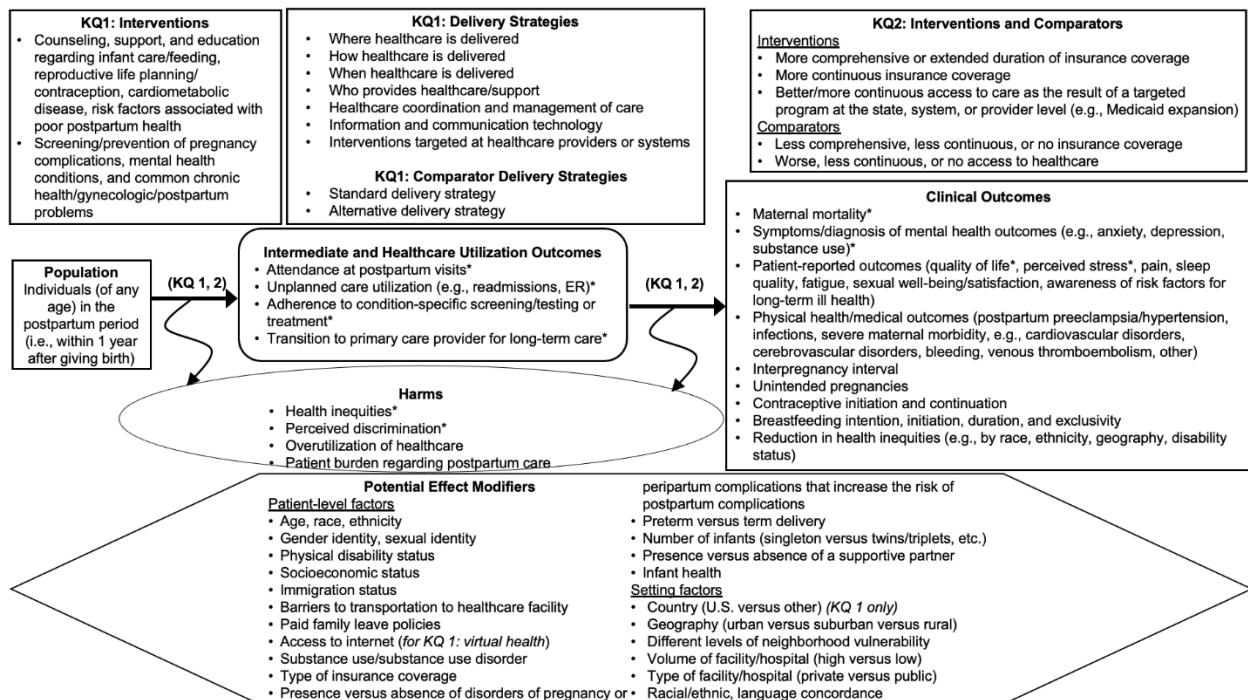 KQ1: Interventions
• Counseling, support, and education
regarding infant care/feeding,
reproductive life planning/
contraception, cardiometabolic
disease, risk factors associated with
poor postpartum health
• Screening/prevention of pregnancy
complications, mental health
conditions, and common chronic
health/gynecologic/postpartum
problems
KQ1: Delivery Strategies
• Where healthcare is delivered
• How healthcare is delivered
• When healthcare is delivered
• Who provides healthcare/support
• Healthcare coordination and management of care
• Information and communication technology
• Interventions targeted at healthcare providers or systems
KQ1: Comparator Delivery Strategies
• Standard delivery strategy
• Alternative delivery strategy
KQ2: Interventions and Comparators
Interventions
• More comprehensive or extended duration of insurance coverage
• More continuous insurance coverage
• Better/more continuous access to care as the result of a targeted
program at the state, system, or provider level (e.g., Medicaid expansion)
Comparators
• Less comprehensive, less continuous, or no insurance coverage
• Worse, less continuous, or no access to healthcare
Population
Individuals (of any
age) in the
postpartum period
(i.e., within 1 year
after giving birth)
(KQ 1, 2)
Intermediate and Healthcare Utilization Outcomes
• Attendance at postpartum visits*
• Unplanned care utilization (e.g., readmissions, ER)*
• Adherence to condition-specific screening/testing or
treatment*
• Transition to primary care provider for long-term care*
(KQ 1, 2)
Clinical Outcomes
• Maternal mortality*
• Symptoms/diagnosis of mental health outcomes (e.g., anxiety, depression,
substance use)*
• Patient-reported outcomes (quality of life*, perceived stress*, pain, sleep
quality, fatigue, sexual well-being/satisfaction, awareness of risk factors for
long-term ill health)
• Physical health/medical outcomes (postpartum preeclampsia/hypertension,
infections, severe maternal morbidity, e.g., cardiovascular disorders,
cerebrovascular disorders, bleeding, venous thromboembolism, other)
• Interpregnancy interval
• Unintended pregnancies
• Contraceptive initiation and continuation
• Breastfeeding intention, initiation, duration, and exclusivity
• Reduction in health inequities (e.g., by race, ethnicity, geography, disability
status)
Harms
• Health inequities*
• Perceived discrimination*
• Overutilization of healthcare
• Patient burden regarding postpartum care
Potential Effect Modifiers
Patient-level factors
• Age, race, ethnicity
• Gender identity, sexual identity
• Physical disability status
• Socioeconomic status
• Immigration status
• Barriers to transportation to healthcare facility
• Paid family leave policies
• Access to internet (for KQ 1: virtual health)
• Substance use/substance use disorder
• Type of insurance coverage
• Presence versus absence of disorders of pregnancy or
peripartum complications that increase the risk of
postpartum complications
• Preterm versus term delivery
• Number of infants (singleton versus twins/triplets, etc.)
• Presence versus absence of a supportive partner
• Infant health
Setting factors
• Country (U.S. versus other) (KQ 1 only)
• Geography (urban versus suburban versus rural)
• Different levels of neighborhood vulnerability
• Volume of facility/hospital (high versus low)
• Type of facility/hospital (private versus public)
• Racial/ethnic, language concordance